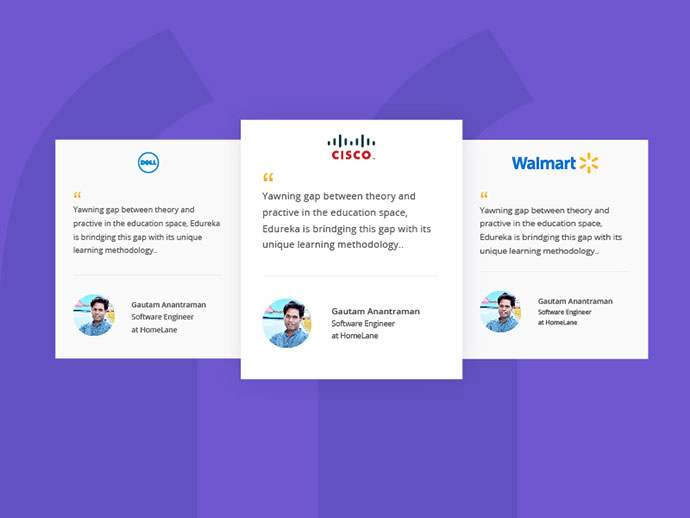 DELL
“
Yawning gap between theory and
practive in the education space, Edureka
is brindging this gap with its unique
learning methodology..
Gautam Anantraman
Software Engineer
at HomeLane
CISCO.
“
Yawning gap between theory and
practive in the education space,
Edureka is brindging this gap with its
unique learning methodology..
Gautam Anantraman
Software Engineer
at HomeLane
Walmart
“
Yawning gap between theory and
practive in the education space,
Edureka is brindging this gap with its
unique learning methodology..
Gautam Anantraman
Software Engineer
at HomeLane